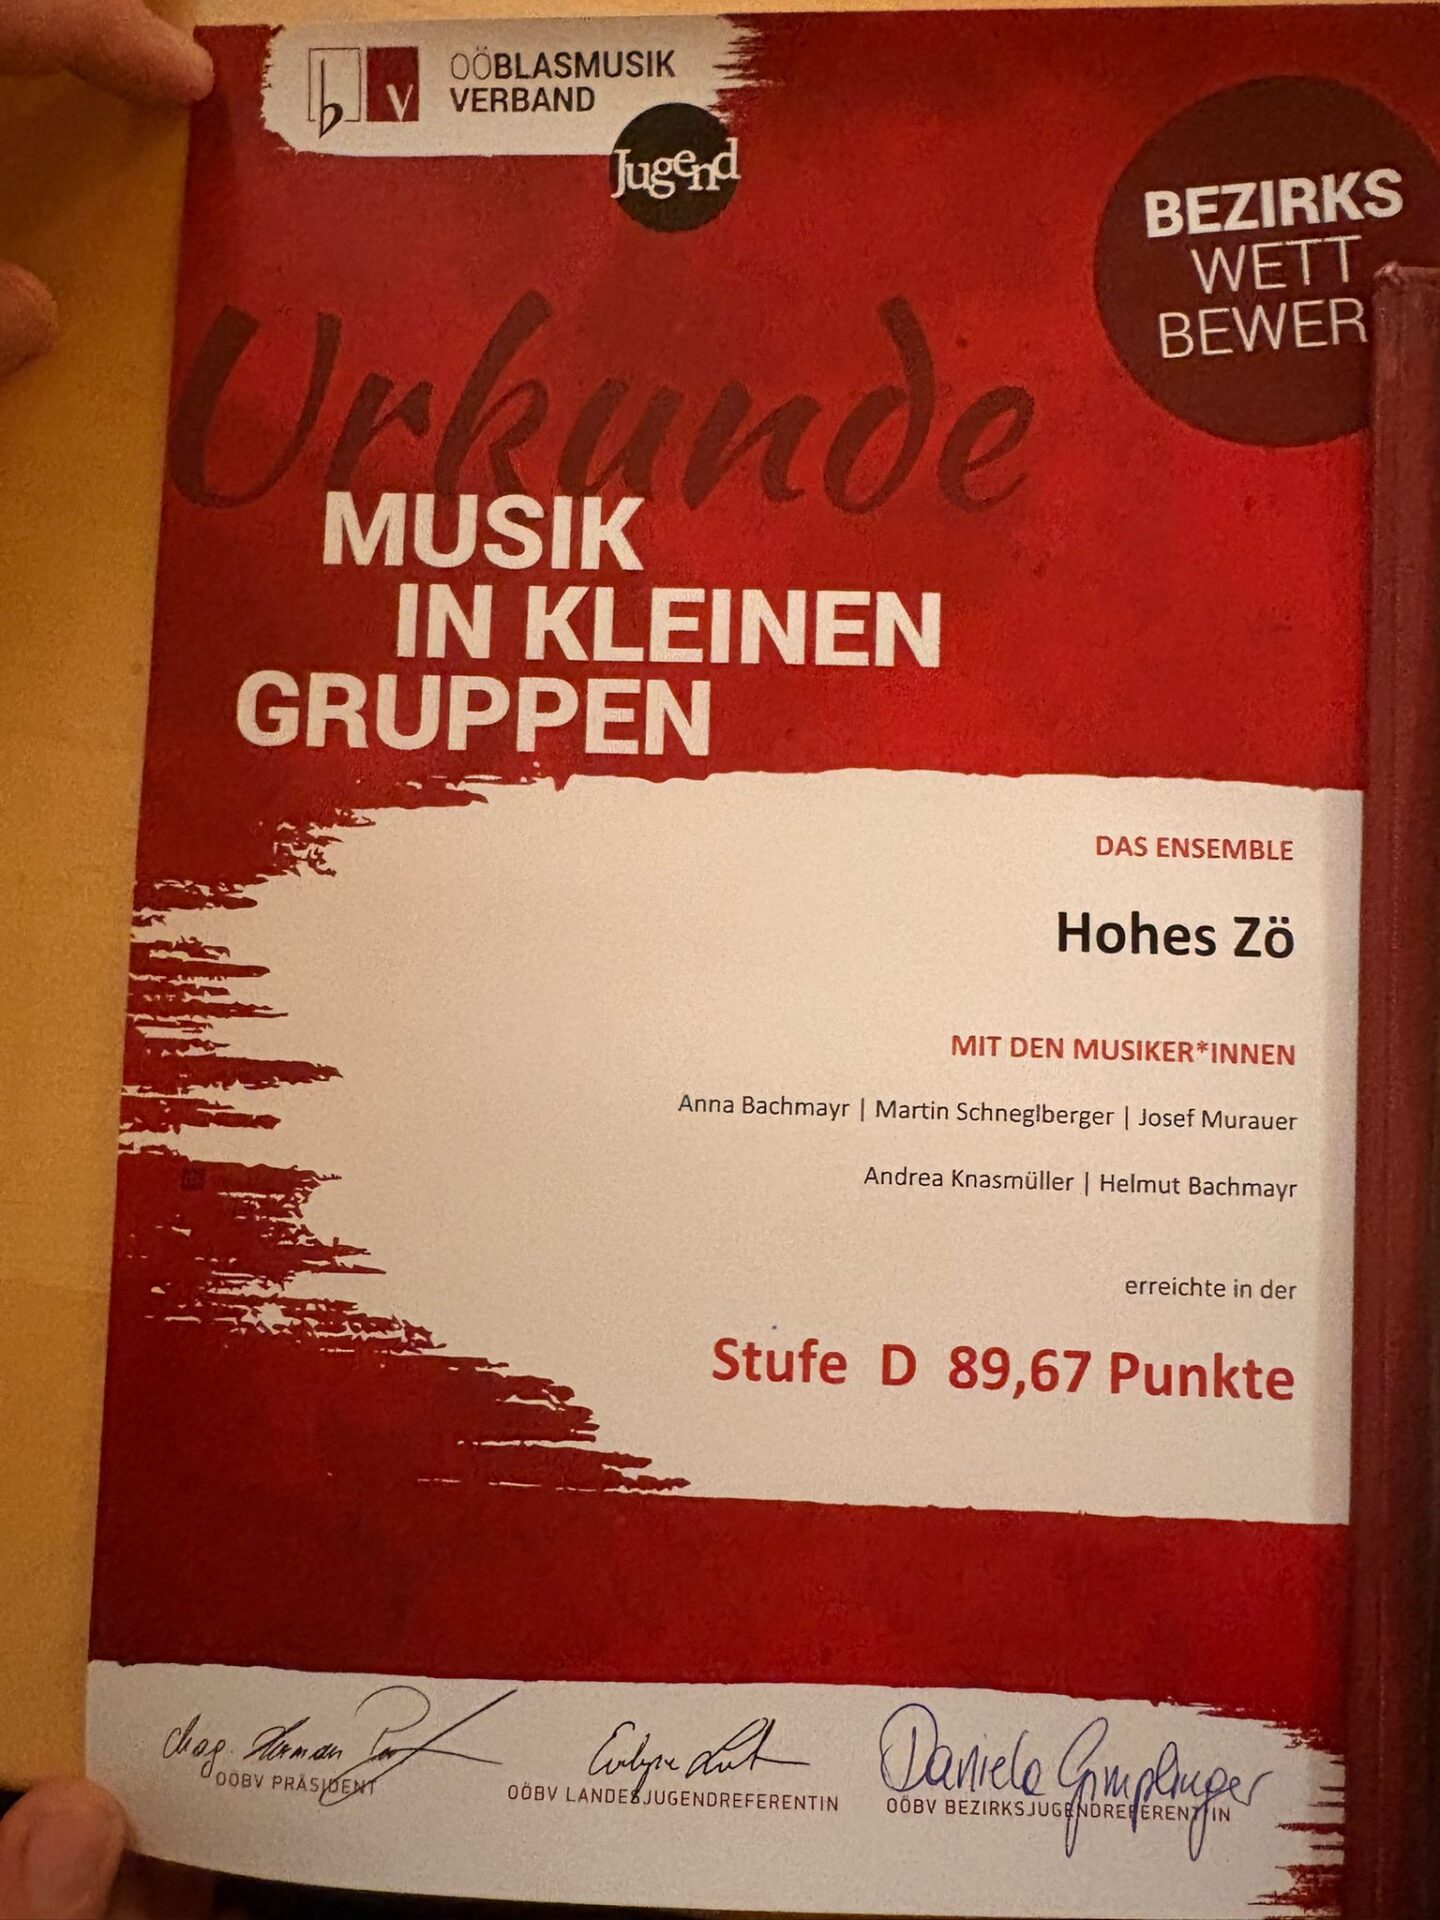 OÖBLASMUSIK
VERBAND
Jugend
BEZIRKS
WETT
BEWER
Urkunde
MUSIK
IN KLEINEN
GRUPPEN
DAS ENSEMBLE
Hohes Zö
MIT DEN MUSIKER*INNEN
Anna Bachmayr | Martin Schneglberger | Josef Murauer
Andrea Knasmüller | Helmut Bachmayr
erreichte in der
Stufe D 89,67 Punkte
Daniela Gimplinger
OÖBV PRÄSIDENT
OÖBV LANDESJUGENDREFERENTIN
OÖBV BEZIRKSJUGENDREFERENTIN